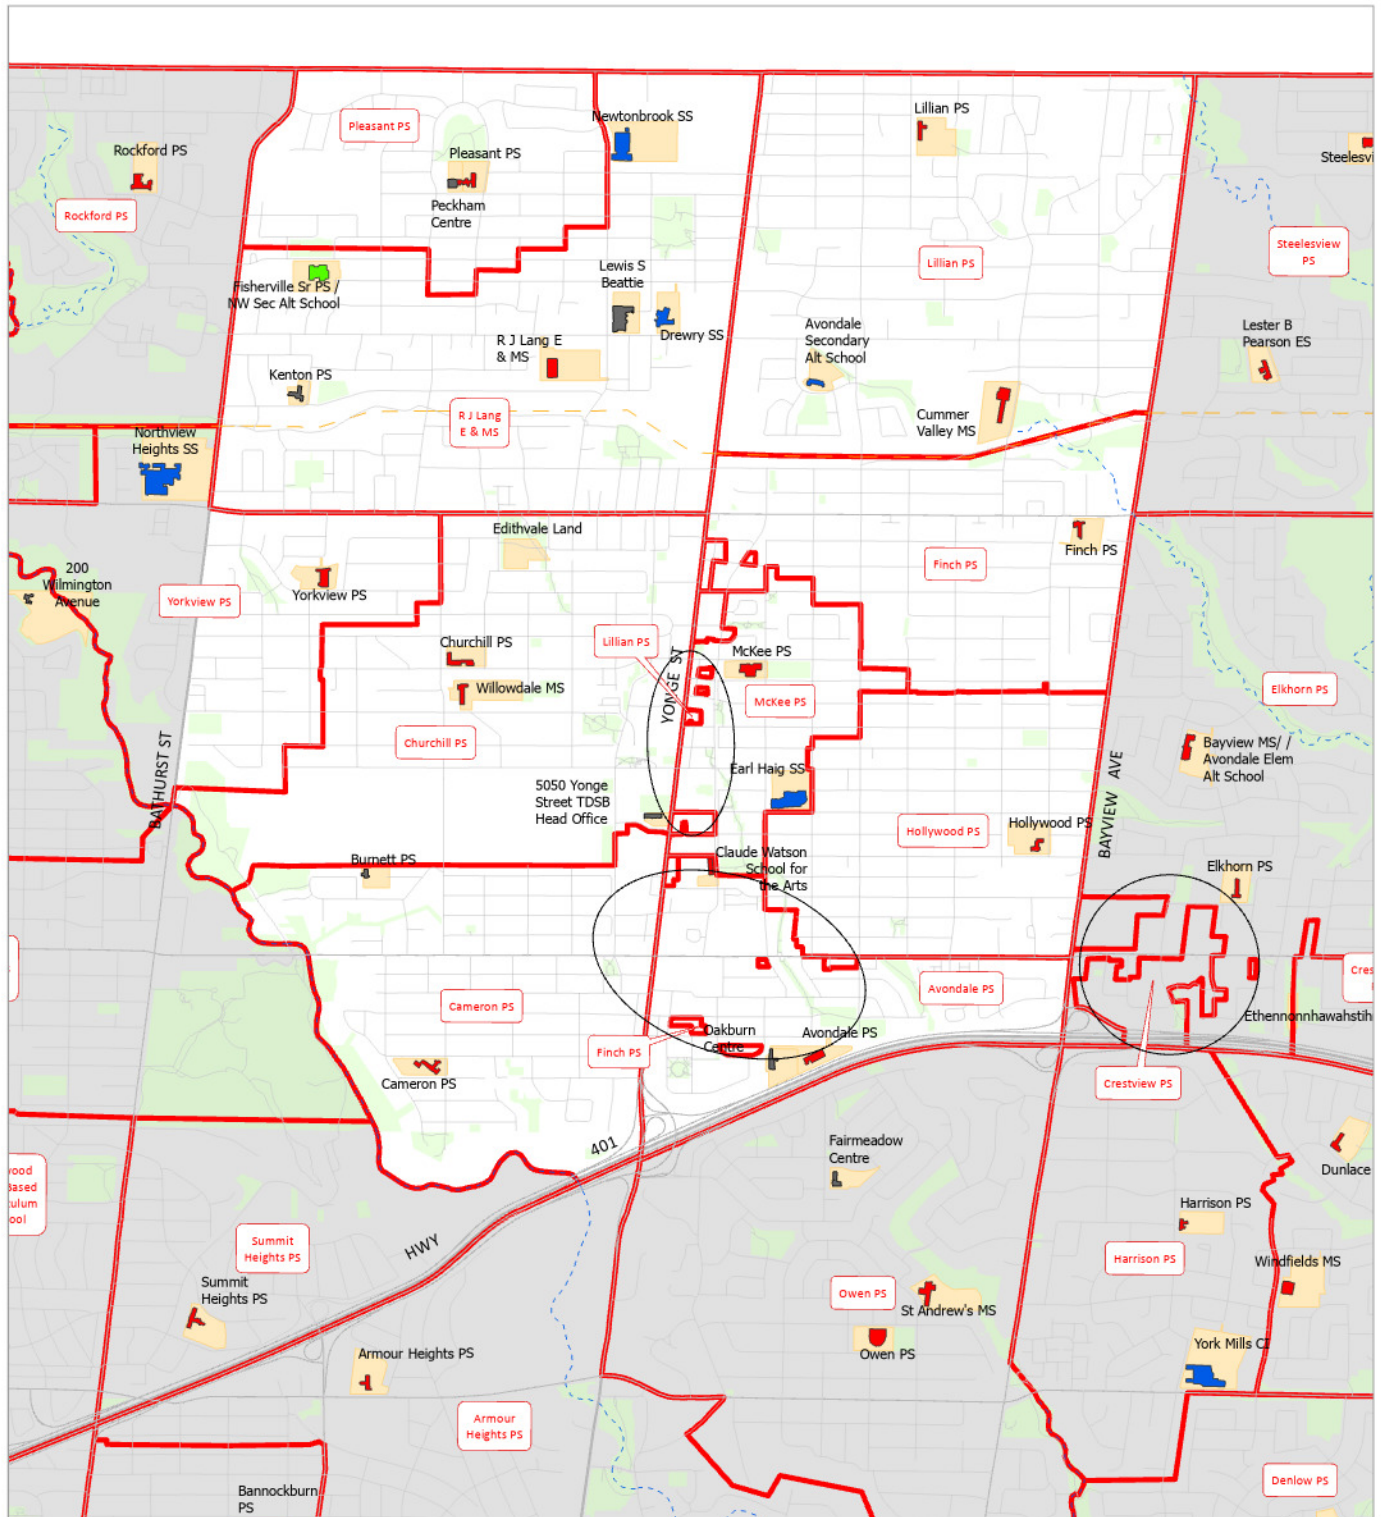 Pleasant PS
Newtonbrook SS
Lillian PS
Rockford PS
Pleasant PS
Steelesvi
Peckham
Centre
Rockford PS
Steelesview
PS
Lewis S
Beattie
Lillian PS
Fisherville Sr PS /
NW Sec Alt School
R J Lang E
& MS
Drewry SS
Avondale
Secondary
Alt School
Lester B
Pearson ES
Kenton PS
R J Lang
E & MS
Cummer
Valley MS
Northview
Heights SS
Edithvale Land
Finch PS
Finch PS
200
Wilmington
Avenue
Yorkview PS
Yorkview PS
Lillian PS
Churchill PS
McKee PS
YONGE ST
Willowdale MS
McKee PS
Elkhorn PS
Churchill PS
Bayview MS/ /
Avondale Elem
Alt School
BATHURST ST
Earl Haig SS
5050 Yonge
Street TDSB
Head Office
BAYVIEW AVE
Hollywood PS
Hollywood PS
Burnett PS
Claude Watson
School for
the Arts
Elkhorn PS
Cres
Cameron PS
Avondale PS
Ethennonnhawahstih
Finch PS
Oakburn
Centre
Avondale PS
Cameron PS
Crestview PS
401
HWY
Fairmeadow
Centre
Dunlace
wood
Based
culum
ool
Summit
Heights PS
Harrison PS
Harrison PS
Windfields MS
Summit
Heights PS
Owen PS
St Andrew's MS
Owen PS
York Mills CI
Armour Heights PS
Armour
Heights PS
Bannockburn
PS
Denlow PS